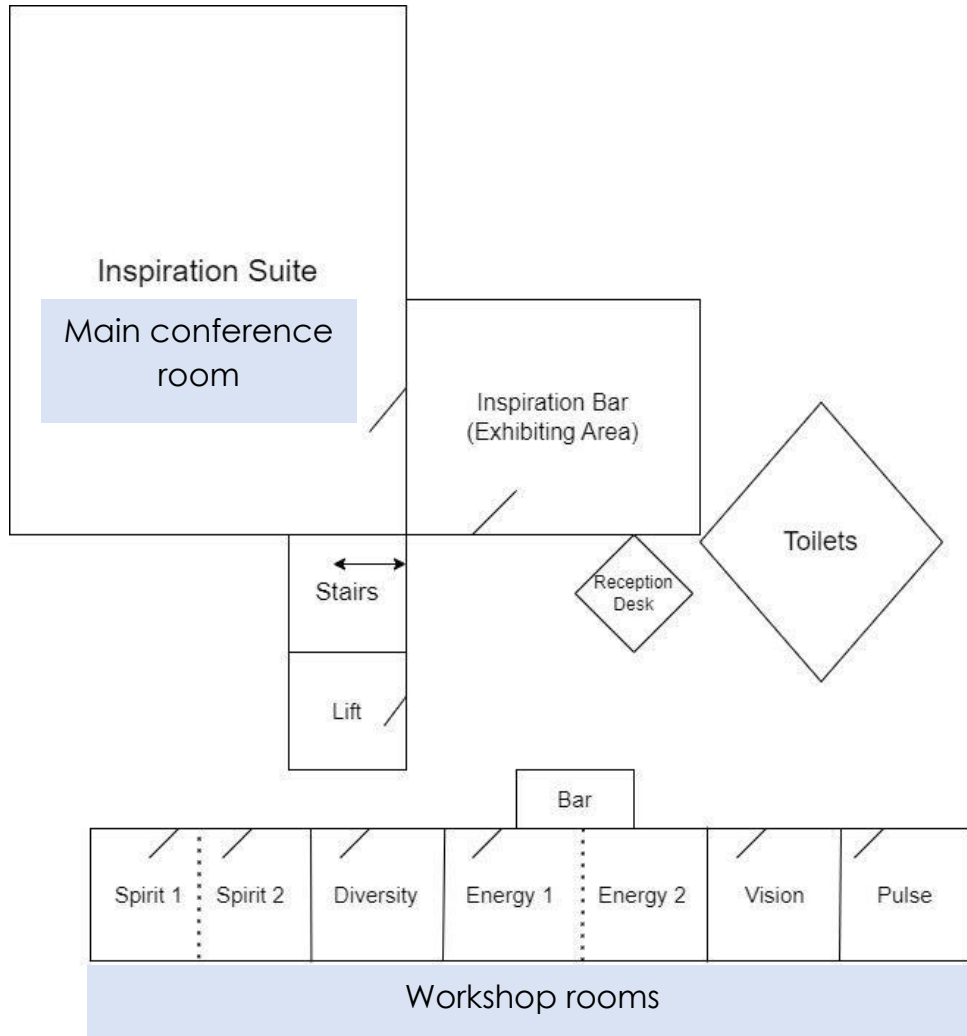 Inspiration Suite
Main conference
room
Inspiration Bar
(Exhibiting Area)
Toilets
Stairs
Reception
Desk
Lift
Bar
Spirit 1
Spirit 2
Diversity
Energy 1
Energy 2
Vision
Pulse
Workshop rooms